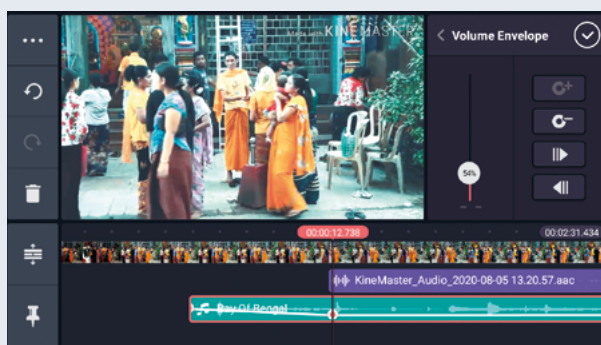 Made with KINEMASTER
Volume Envelope
54%
00:00:12.738
00:02:31.434
KineMaster_Audio_2020-08-05 13.20.57.aac
Bay Of Bengal